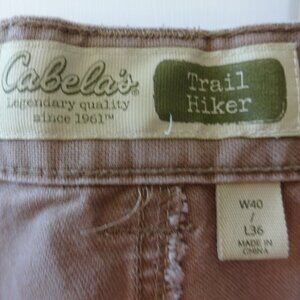 Cabela's
Legendary quality
since 1961™
Trail
Hiker
W40
/
L36
MADE IN
CHINA